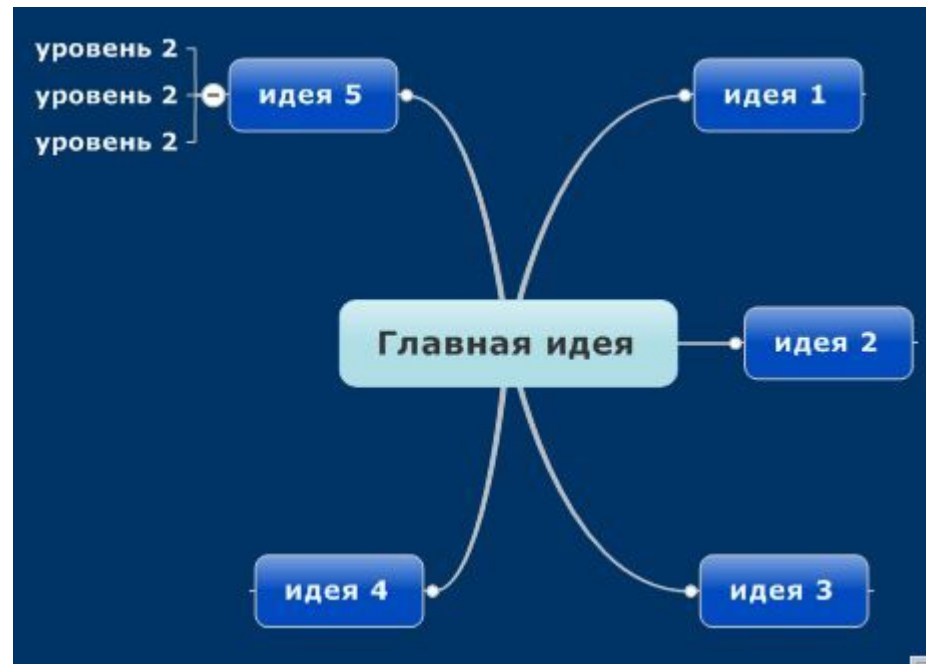 уровень 2
уровень 2
уровень 2
идея 5
идея 1
Главная идея
идея 2
идея 4
идея 3